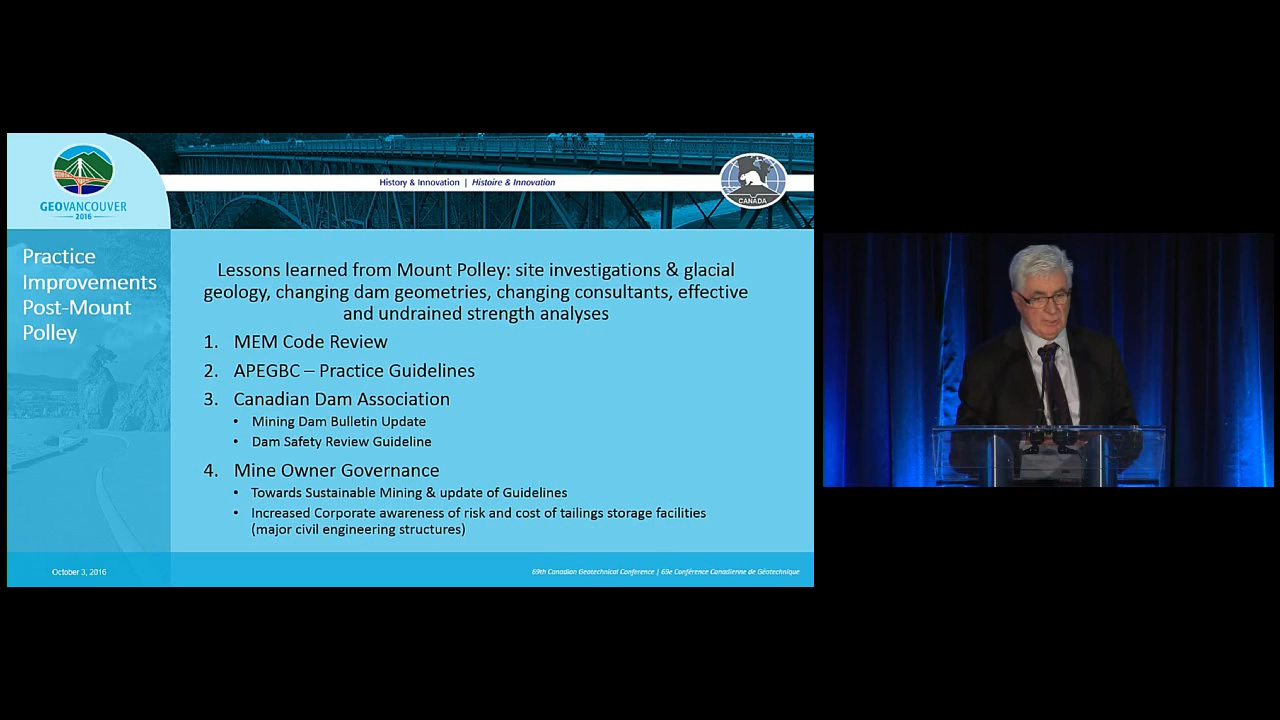 History & Innovation | Histoire & Innovation
GEOVANCOUVER
2016
CANADA
Practice
Improvements
Post-Mount
Polley
Lessons learned from Mount Polley: site investigations & glacial
geology, changing dam geometries, changing consultants, effective
and undrained strength analyses
1. MEM Code Review
2. APEGBC – Practice Guidelines
3. Canadian Dam Association
• Mining Dam Bulletin Update
• Dam Safety Review Guideline
4. Mine Owner Governance
• Towards Sustainable Mining & update of Guidelines
• Increased Corporate awareness of risk and cost of tailings storage facilities
(major civil engineering structures)
October 3, 2016
69th Canadian Geotechnical Conference | 69e Conférence Canadienne de Géotechnique